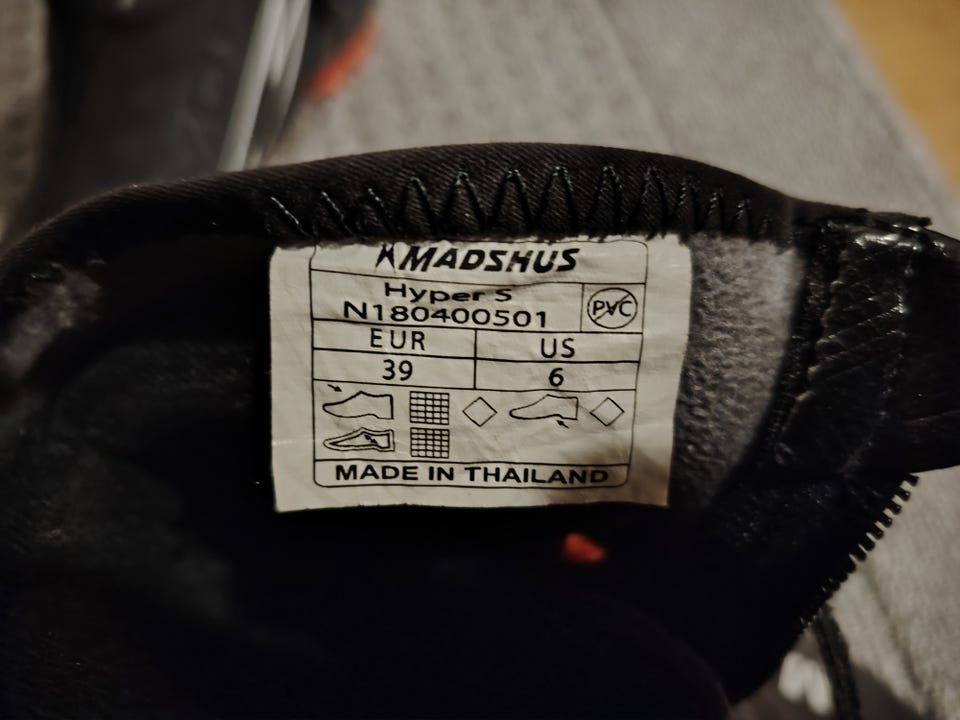 MADSHUS
Hyper S
N180400501
PVC
EUR US
39 6
MADE IN THAILAND